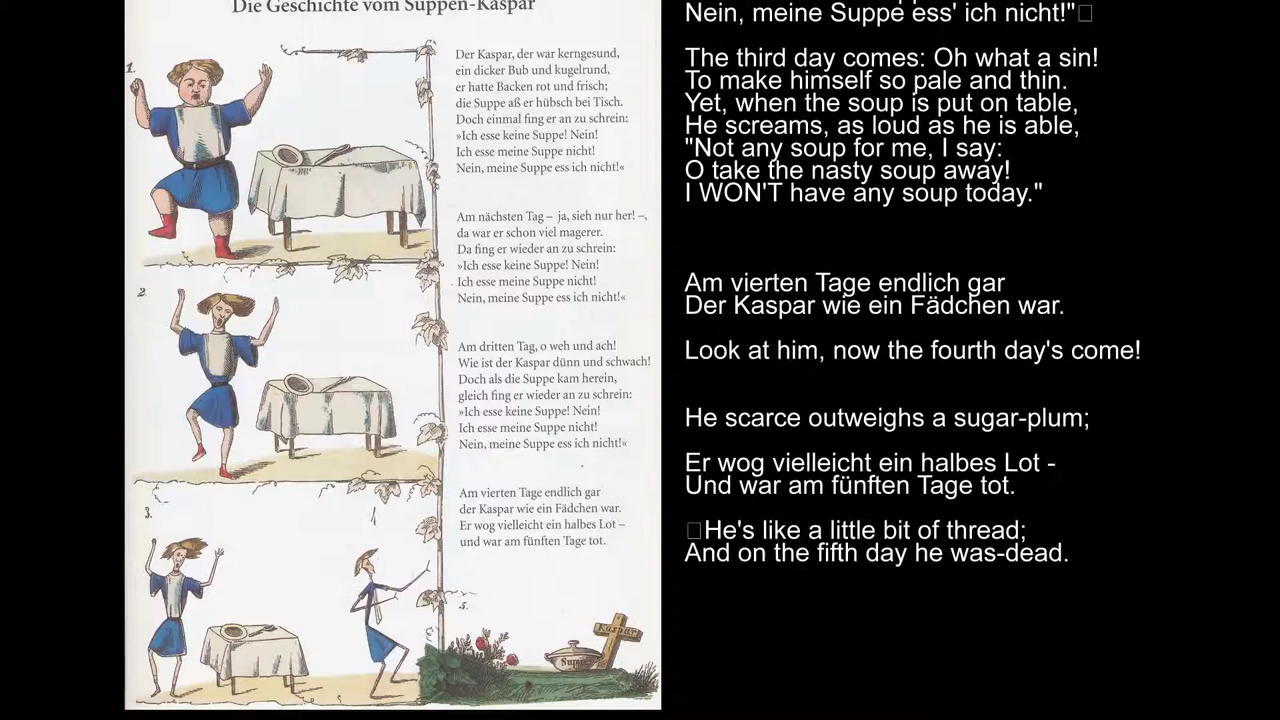 Die Geschichte vom Suppen-Kaspar
1.
Der Kaspar, der war kerngesund,
ein dicker Bub und kugelrund,
er hatte Backen rot und frisch;
die Suppe aß er hübsch bei Tisch.
Doch einmal fing er an zu schrein:
»Ich esse keine Suppe! Nein!
Ich esse meine Suppe nicht!
Nein, meine Suppe ess ich nicht!«
2.
Am nächsten Tag – ja, sieh nur her! –,
da war er schon viel magerer.
Da fing er wieder an zu schrein:
»Ich esse keine Suppe! Nein!
Ich esse meine Suppe nicht!
Nein, meine Suppe ess ich nicht!«
Am dritten Tag, o weh und ach!
Wie ist der Kaspar dünn und schwach!
Doch als die Suppe kam herein,
gleich fing er wieder an zu schrein:
»Ich esse keine Suppe! Nein!
Ich esse meine Suppe nicht!
Nein, meine Suppe ess ich nicht!«
3.
Am vierten Tage endlich gar
der Kaspar wie ein Fädchen war.
Er wog vielleicht ein halbes Lot –
und war am fünften Tage tot.
5.
Kaspar
Suppe
Nein, meine Suppe ess' ich nicht!"
The third day comes: Oh what a sin!
To make himself so pale and thin.
Yet, when the soup is put on table,
He screams, as loud as he is able,
"Not any soup for me, I say:
O take the nasty soup away!
I WON'T have any soup today."
Am vierten Tage endlich gar
Der Kaspar wie ein Fädchen war.
Look at him, now the fourth day's come!
He scarce outweighs a sugar-plum;
Er wog vielleicht ein halbes Lot -
Und war am fünften Tage tot.
He's like a little bit of thread;
And on the fifth day he was-dead.